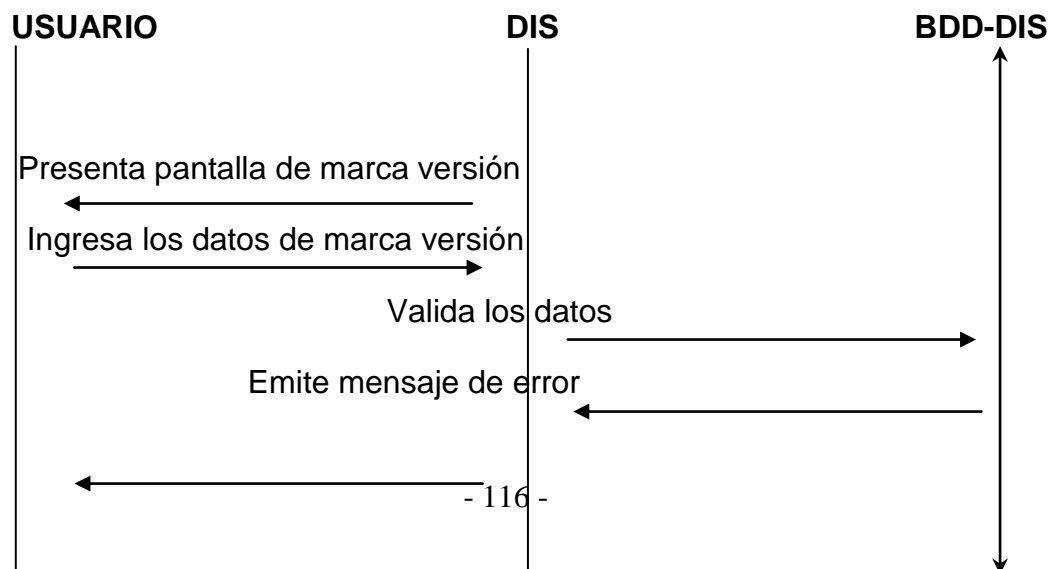 USUARIO DIS BDD-DIS
Presenta pantalla de marca versión
Ingresa los datos de marca versión
Valida los datos
Emite mensaje de error
- 116 -